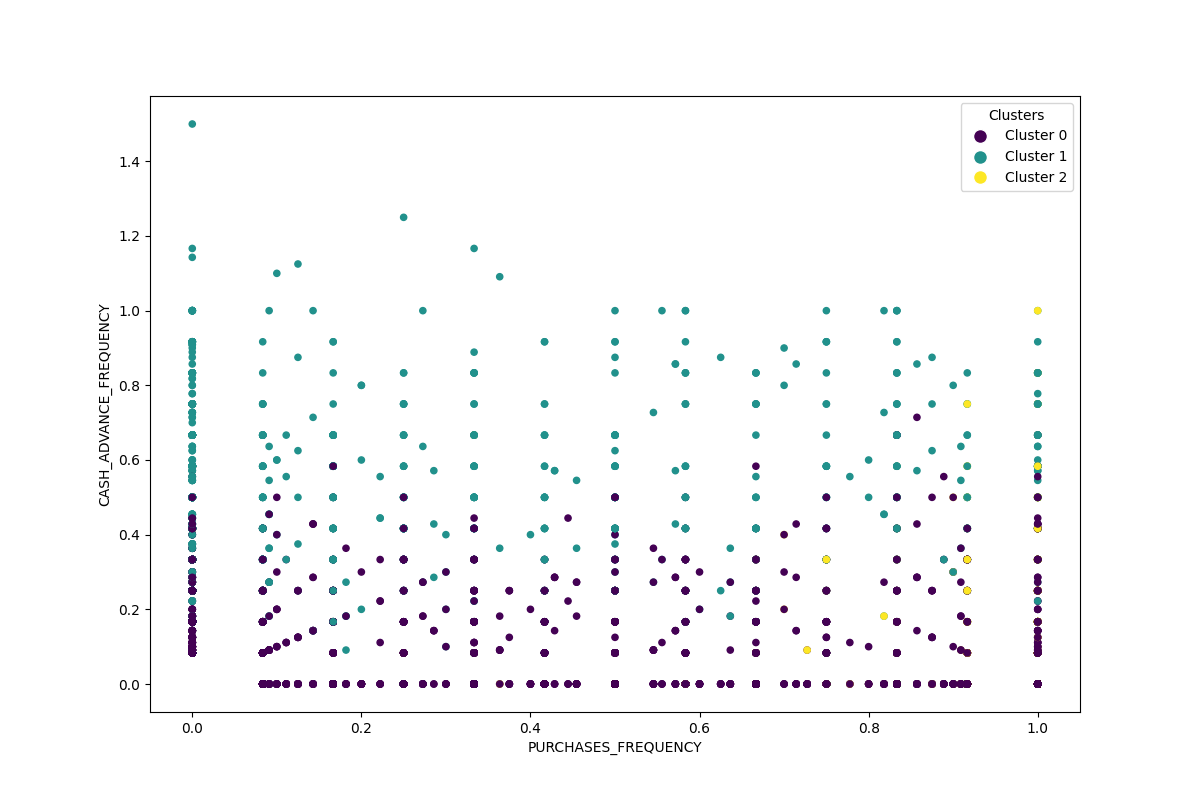 Clusters
Cluster 0
Cluster 1
Cluster 2
CASH_ADVANCE_FREQUENCY
1.4
1.2
1.0
0.8
0.6
0.4
0.2
0.0
0.0 0.2 0.4 0.6 0.8 1.0
PURCHASES_FREQUENCY